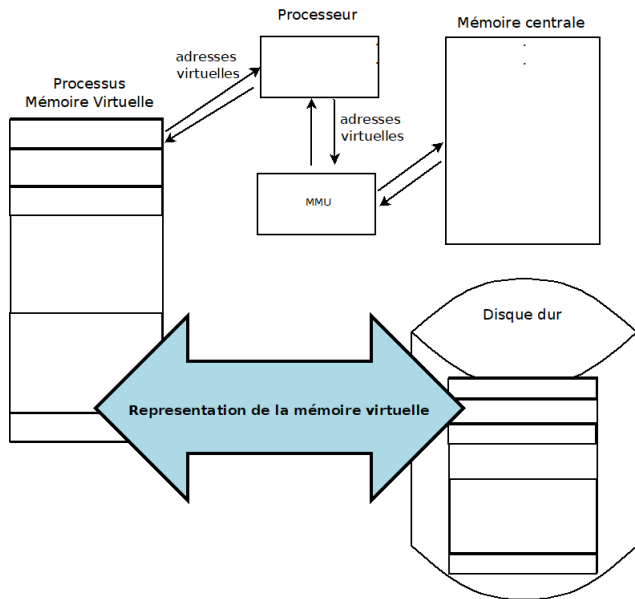 Processeur
Mémoire centrale
adresses
virtuelles
Processus
Mémoire Virtuelle
adresses
virtuelles
MMU
Disque dur
Representation de la mémoire virtuelle